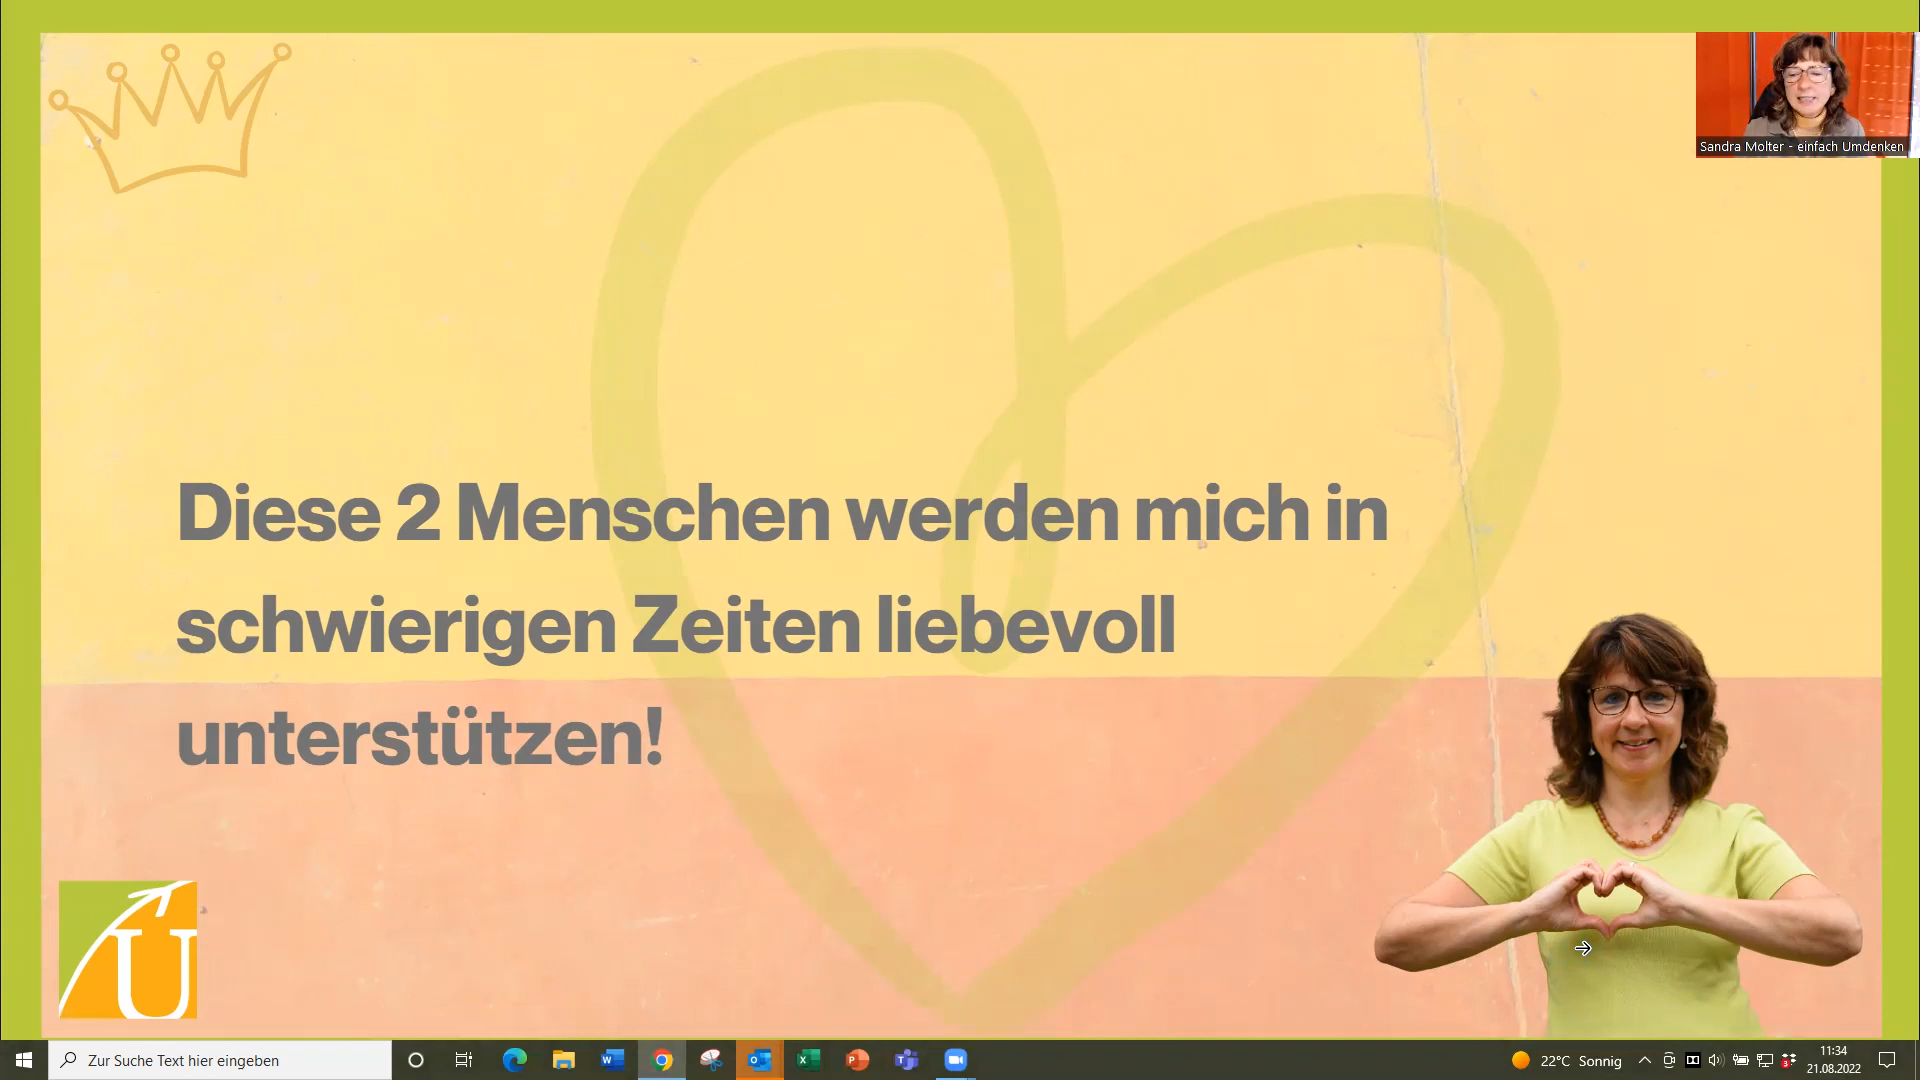 Sandra Molter - einfach Umdenken
Diese 2 Menschen werden mich in
schwierigen Zeiten liebevoll
unterstützen!
U
Zur Suche Text hier eingeben
22°C Sonnig
11:34
21.08.2022